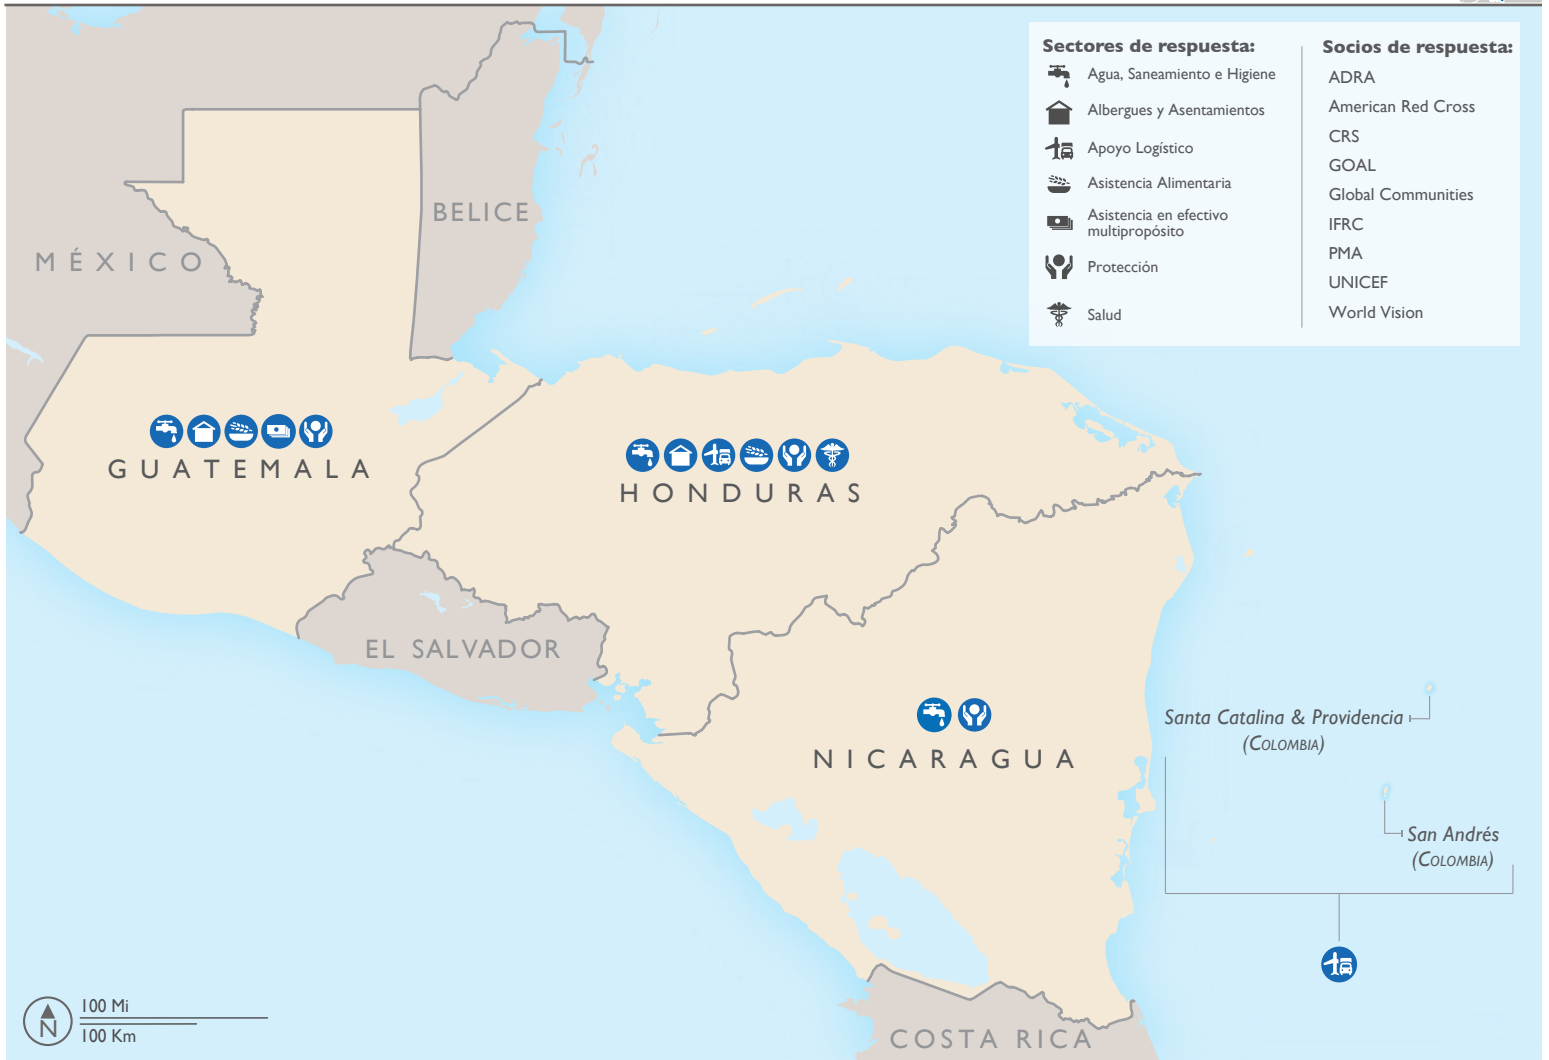 Sectores de respuesta:
Agua, Saneamiento e Higiene
Albergues y Asentamientos
Apoyo Logístico
Asistencia Alimentaria
Asistencia en efectivo
multipropósito
Protección
Salud
Socios de respuesta:
ADRA
American Red Cross
CRS
GOAL
Global Communities
IFRC
PMA
UNICEF
World Vision
MÉXICO
BELICE
GUATEMALA
HONDURAS
EL SALVADOR
NICARAGUA
Santa Catalina & Providencia
(COLOMBIA)
San Andrés
(COLOMBIA)
COSTA RICA
N
100 Mi
100 Km